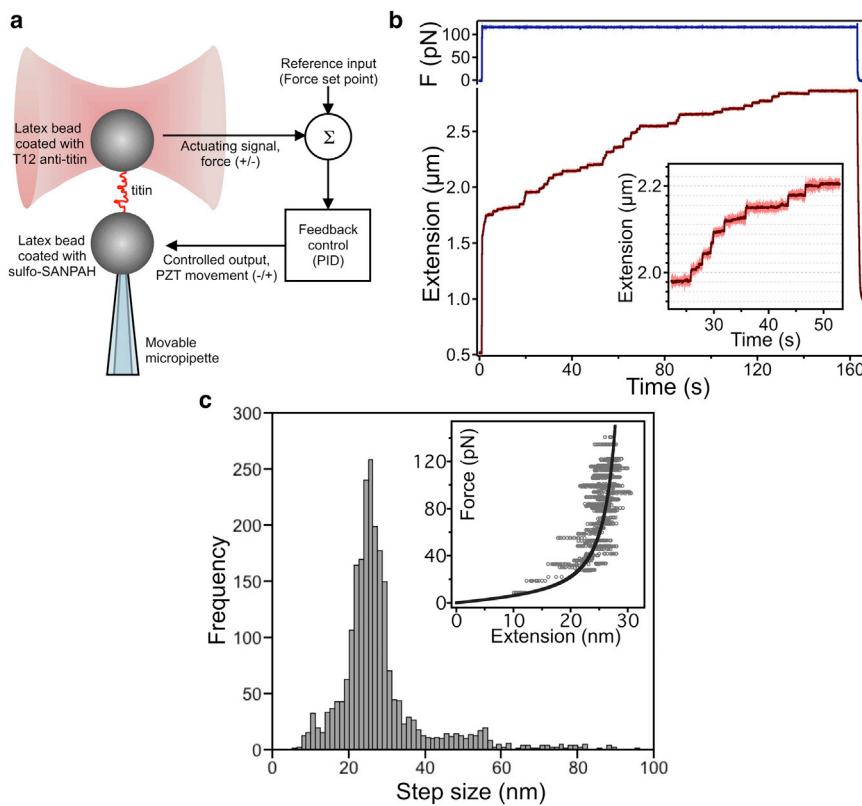 a
Reference input
(Force set point)
Latex bead
coated with
T12 anti-titin
Σ
Actuating signal,
force (+/-)
titin
Latex bead
coated with
sulfo-SANPAH
Feedback
control
(PID)
Controlled output,
PZT movement (-/+)
Movable
micropipette
b
F (pN)
100
50
0
Extension (µm)
2.5
2.0
1.5
1.0
0.5
0
40
80
120
160
Time (s)
Extension (µm)
2.2
2.0
30
40
50
Time (s)
c
Frequency
300
250
200
150
100
50
0
0
20
40
60
80
100
Step size (nm)
Force (pN)
120
80
40
0
0
10
20
30
Extension (nm)